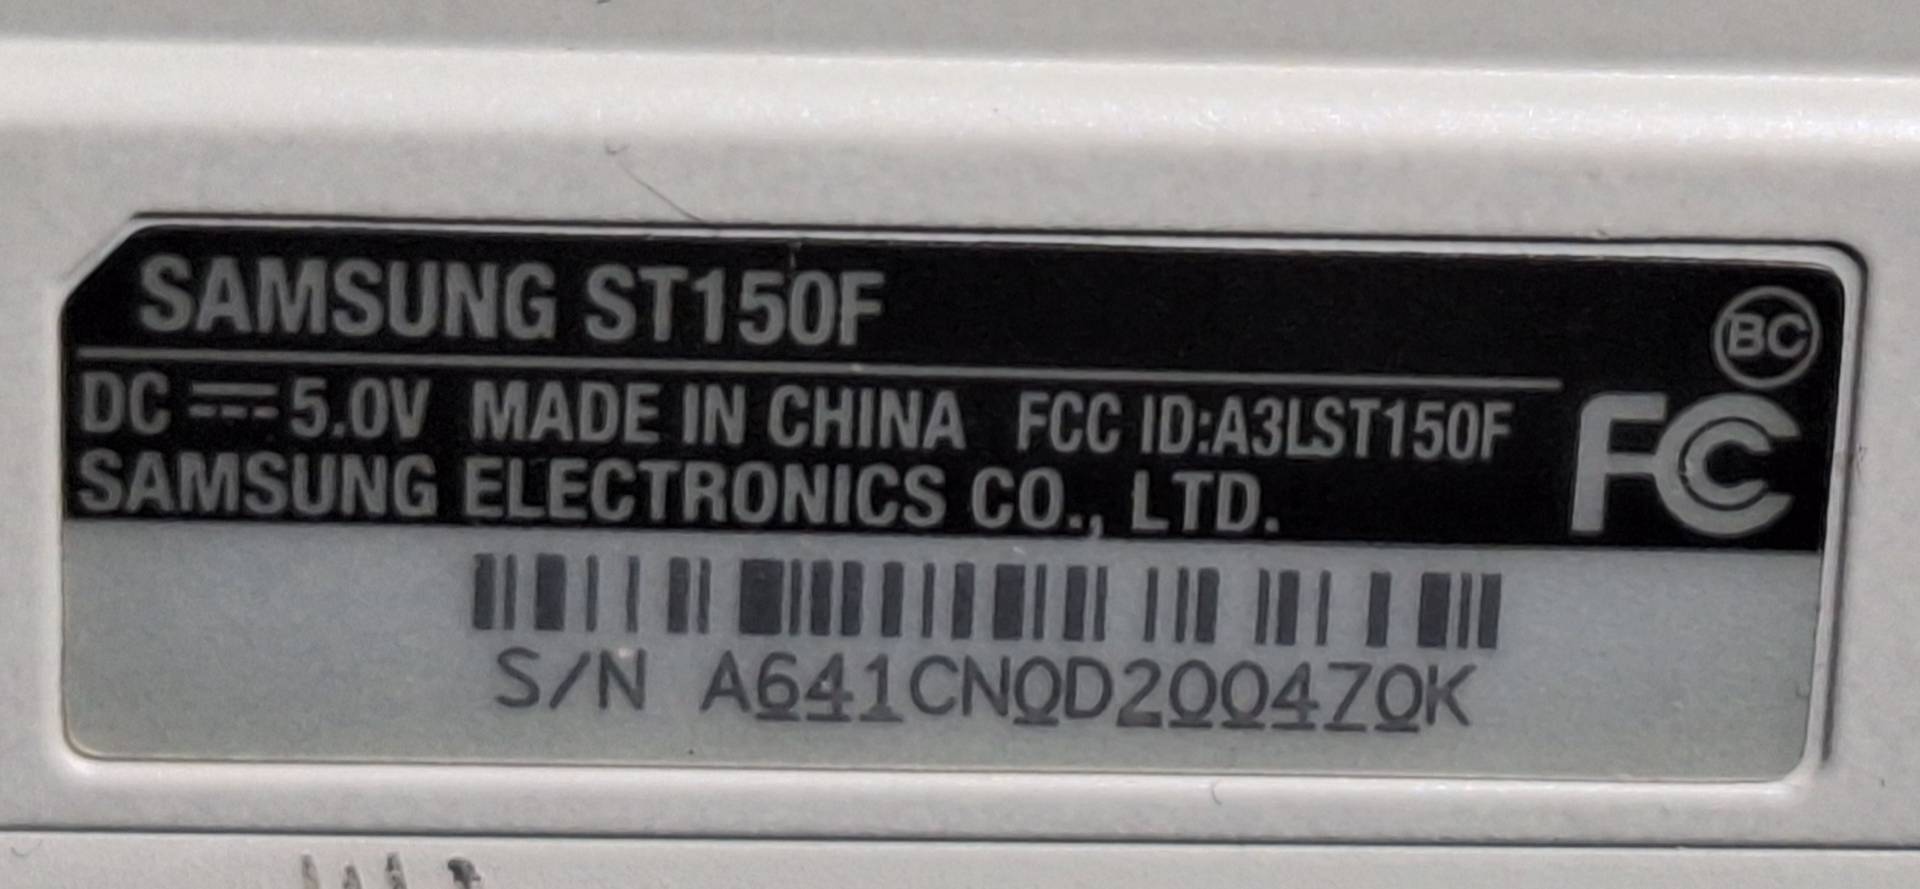 SAMSUNG ST150F
BC
DC 5.0V MADE IN CHINA FCC ID:A3LST150F
FC
SAMSUNG ELECTRONICS CO., LTD.
S/N A641CN0D200470K